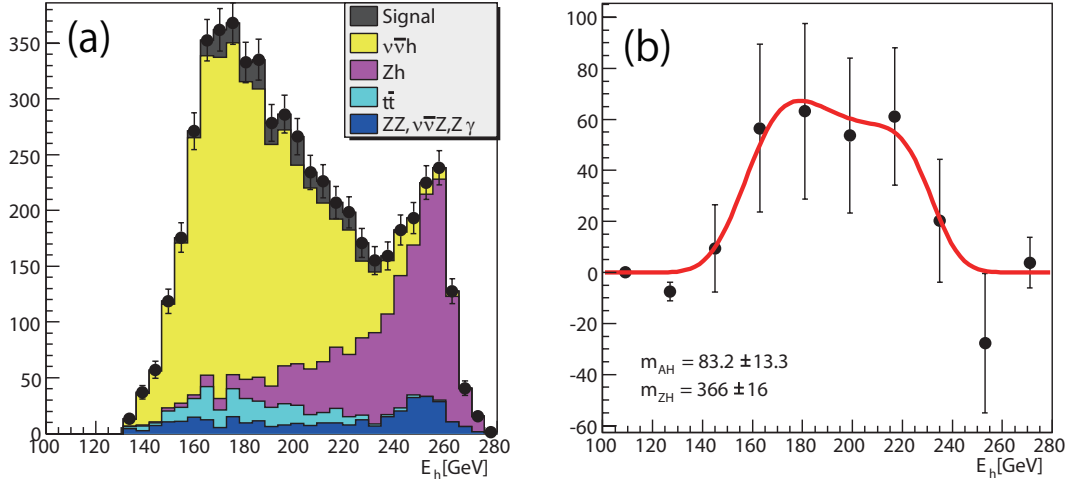 (a)
Signal
νν̅h
Zh
tt̅
ZZ, νν̅Z,Z γ
350
300
250
200
150
100
50
0
100 120 140 160 180 200 220 240 260 280
E_h[GeV]
(b)
100
80
60
40
20
0
-20
-40
-60
m_AH = 83.2 ±13.3
m_ZH = 366 ±16
100 120 140 160 180 200 220 240 260 280
E_h[GeV]